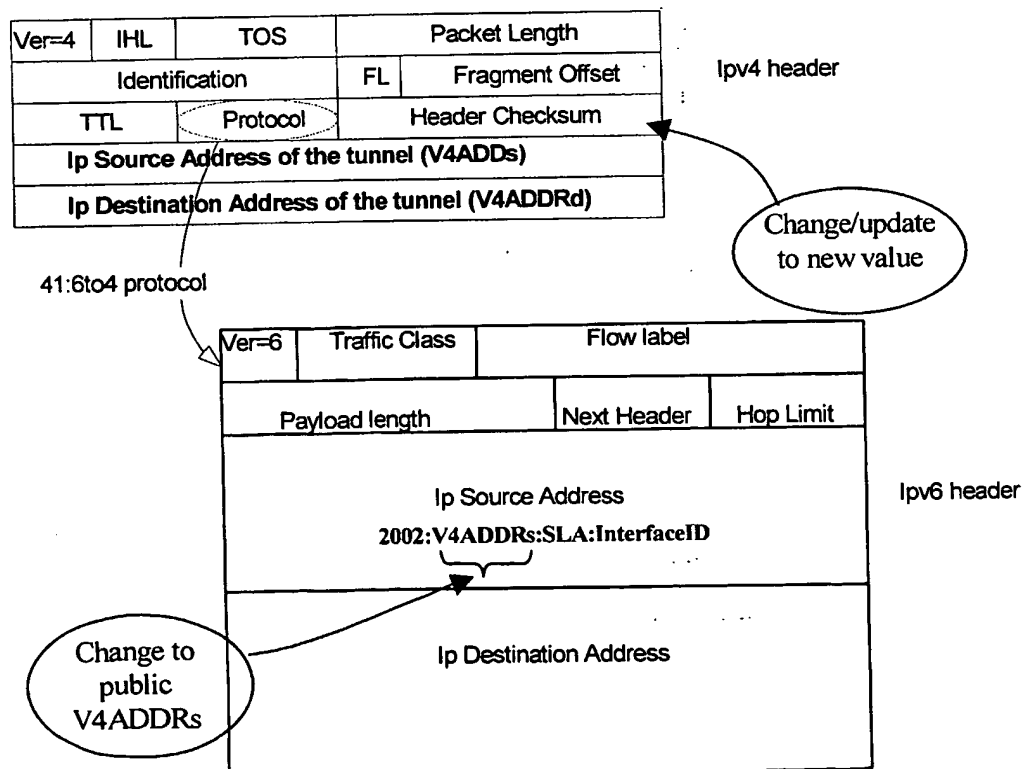 Ver=4 IHL TOS Packet Length
Identification FL Fragment Offset
Ipv4 header
TTL Protocol Header Checksum
Ip Source Address of the tunnel (V4ADDs)
Ip Destination Address of the tunnel (V4ADDRd)
Change/update
to new value
41:6to4 protocol
Ver=6 Traffic Class Flow label
Payload length Next Header Hop Limit
Ip Source Address
Ipv6 header
2002:V4ADDRs:SLA:InterfaceID
Change to
public
V4ADDRs
Ip Destination Address